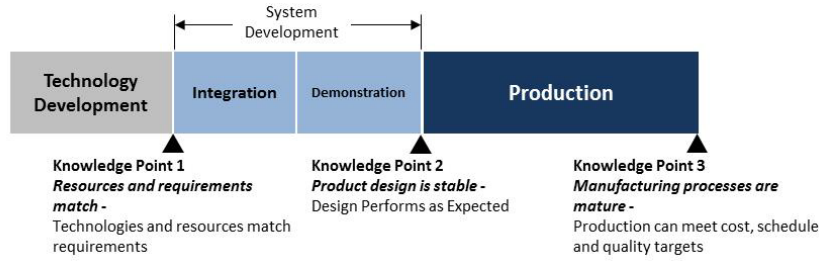 System
Development
Technology
Development
Integration
Demonstration
Production
Knowledge Point 1
Resources and requirements
match -
Technologies and resources match
requirements
Knowledge Point 2
Product design is stable -
Design Performs as Expected
Knowledge Point 3
Manufacturing processes are
mature -
Production can meet cost, schedule
and quality targets